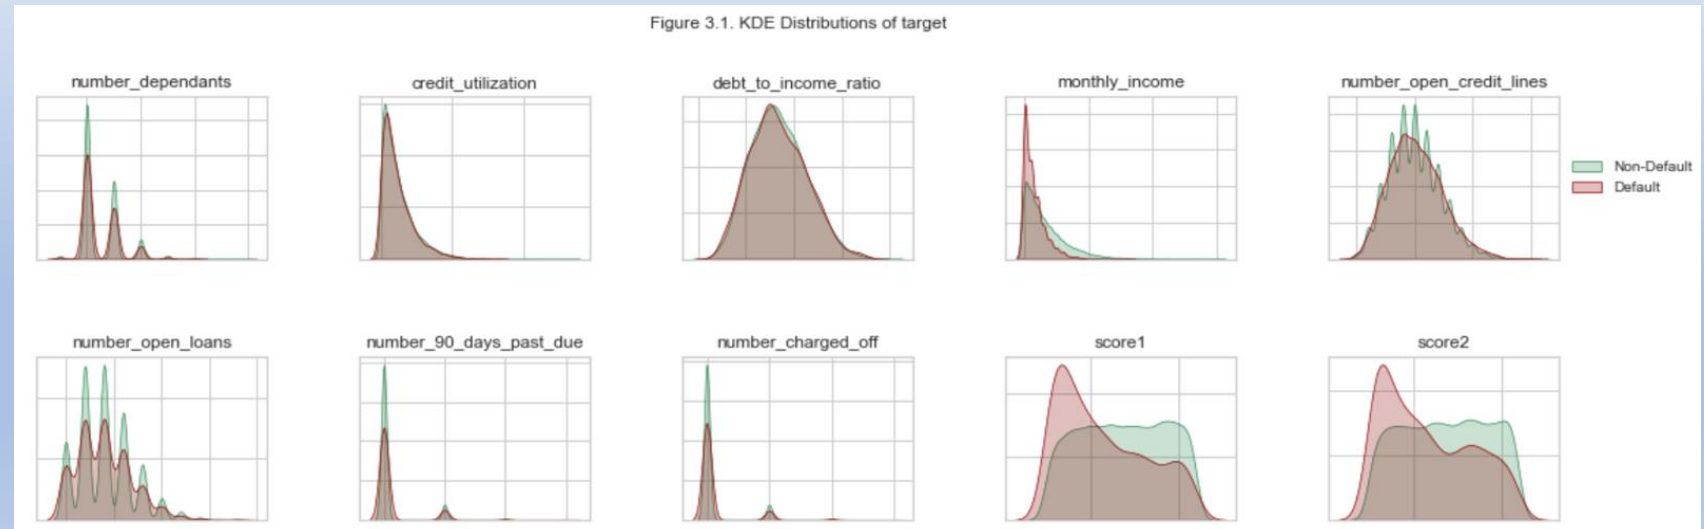 Figure 3.1. KDE Distributions of target
number_dependants
credit_utilization
debt_to_income_ratio
monthly_income
number_open_credit_lines
Non-Default
Default
number_open_loans
number_90_days_past_due
number_charged_off
score1
score2